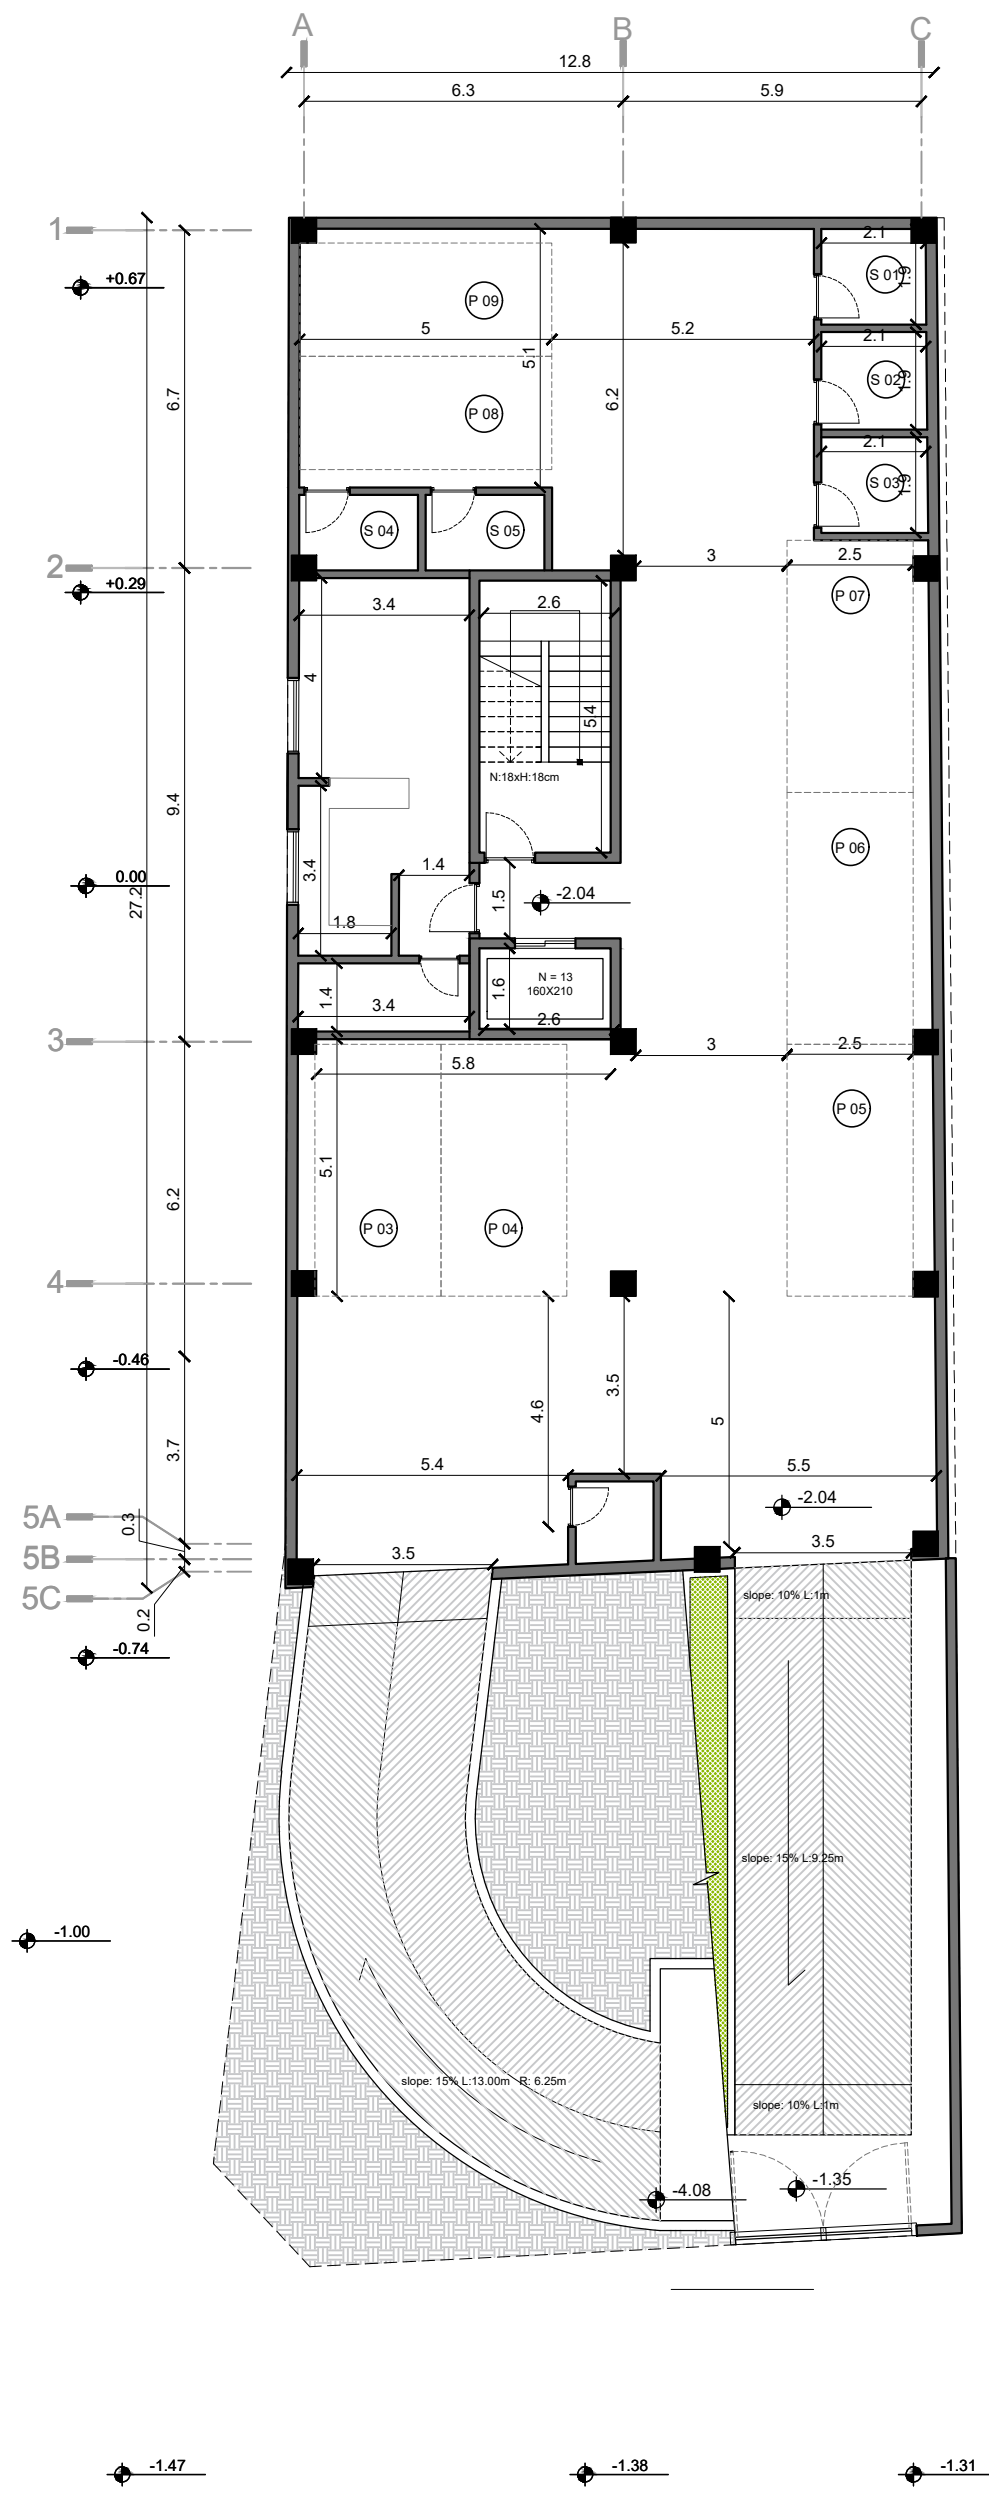 A
B
C
12.8
6.3
5.9
1
+0.67
2.1
S 01
1.9
P 09
5
5.2
5.1
2.1
S 02
1.9
6.7
6.2
P 08
2.1
S 03
1.9
S 04
S 05
2
+0.29
3
2.5
P 07
3.4
2.6
4
5.4
N:18xH:18cm
9.4
P 06
3.4
1.4
0.00
27.2
1.5
-2.04
1.8
1.4
1.6
N = 13
160X210
3.4
2.6
3
3
2.5
5.8
P 05
5.1
6.2
P 03
P 04
4
-0.46
4.6
3.5
5
3.7
5.4
5.5
-2.04
5A
0.3
3.5
3.5
5B
5C
0.2
slope: 10% L:1m
-0.74
slope: 15% L:9.25m
-1.00
slope: 15% L:13.00m R: 6.25m
slope: 10% L:1m
-4.08
-1.35
-1.47
-1.38
-1.31